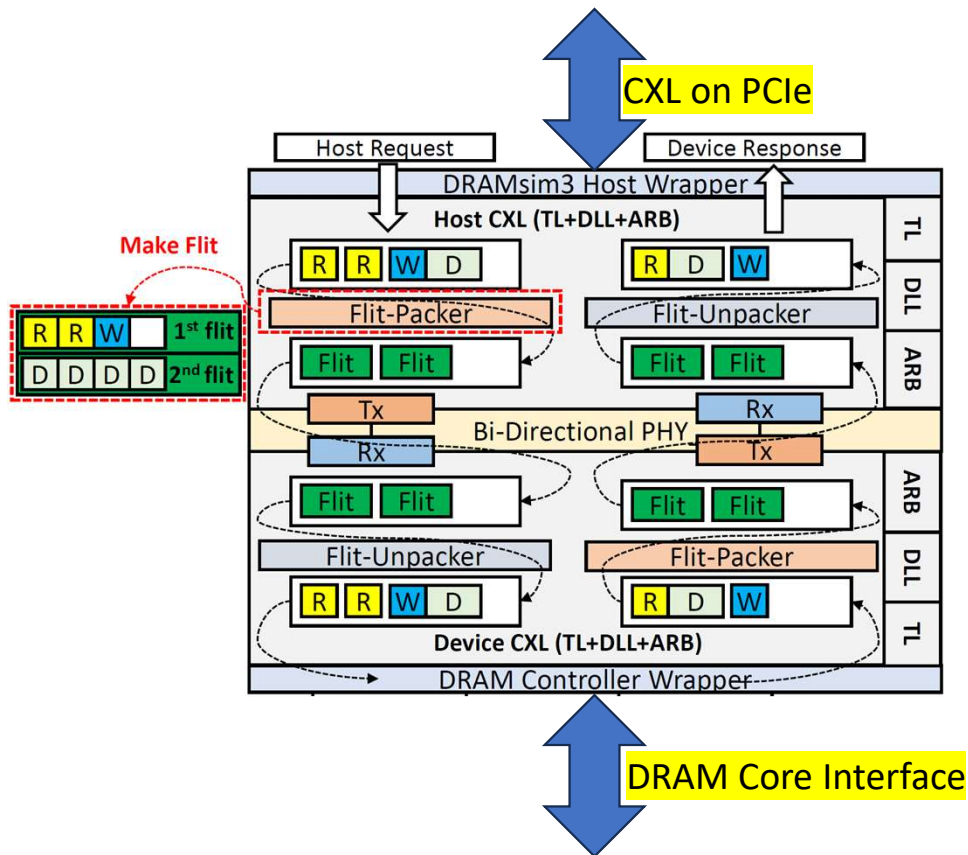 CXL on PCIe
Host Request
Device Response
DRAMsim3 Host Wrapper
Host CXL (TL+DLL+ARB)
TL
Make Flit
R R W D
R D W
DLL
Flit-Packer
Flit-Unpacker
R R W 1st flit
D D D D 2nd flit
Flit Flit
Flit Flit
ARB
Tx
Rx
Bi-Directional PHY
Rx
Tx
Flit Flit
Flit Flit
ARB
Flit-Unpacker
Flit-Packer
DLL
R R W D
R D W
TL
Device CXL (TL+DLL+ARB)
DRAM Controller Wrapper
DRAM Core Interface